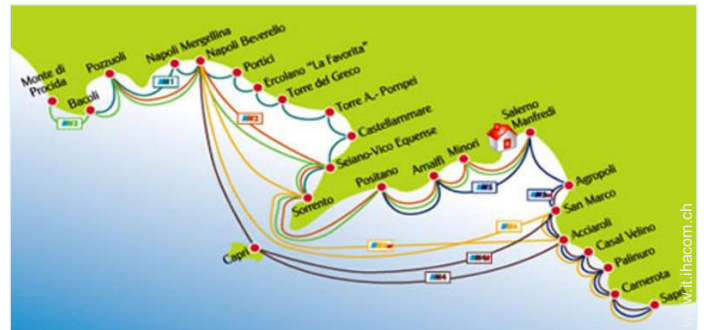 Monte di
Procida
Bacoli
Pozzuoli
Napoli Mergellina
Napoli Beverello
Portici
Ercolano "La Favorita"
Torre del Greco
Torre A.- Pompei
Castellammare
Seiano-Vico Equense
Sorrento
Capri
Positano
Amalfi
Minori
Salerno
Manfredi
Agropoli
San Marco
Acciaroli
Casal Velino
Palinuro
Camerota
Sapri
w.it.ihacom.ch